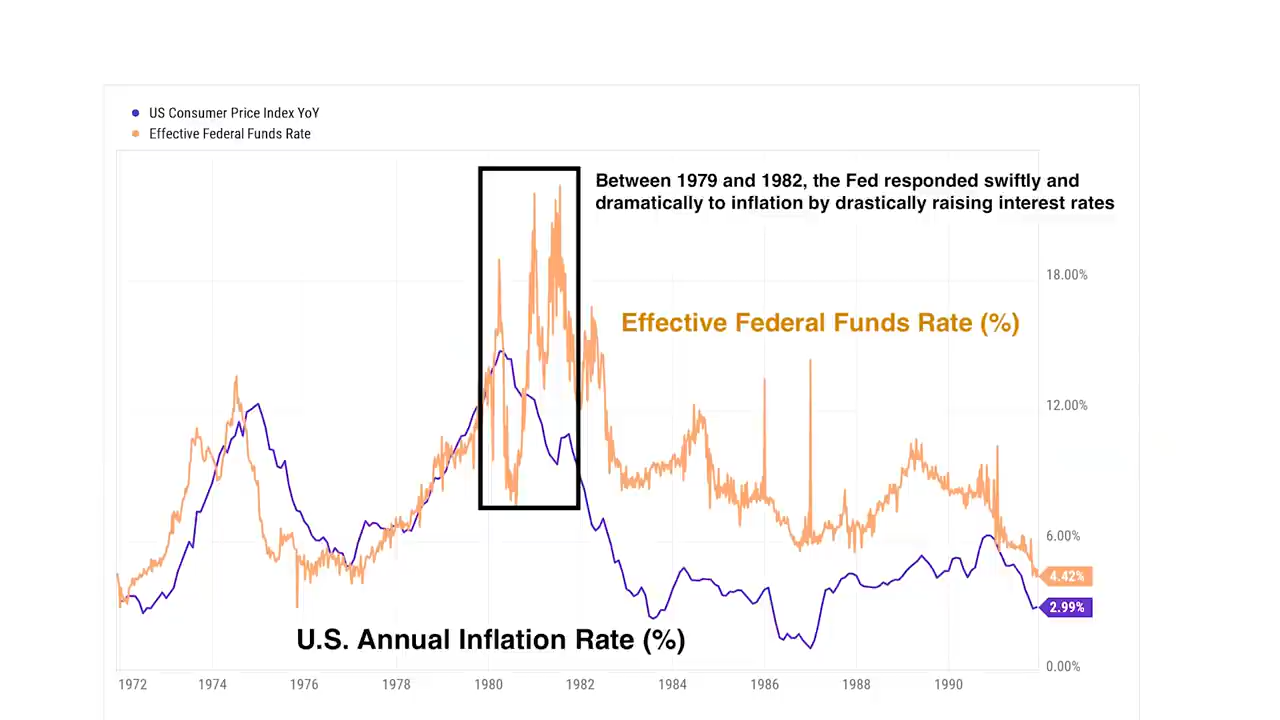 US Consumer Price Index YoY
Effective Federal Funds Rate
Between 1979 and 1982, the Fed responded swiftly and
dramatically to inflation by drastically raising interest rates
18.00%
Effective Federal Funds Rate (%)
12.00%
6.00%
4.42%
2.99%
U.S. Annual Inflation Rate (%)
0.00%
1972 1974 1976 1978 1980 1982 1984 1986 1988 1990